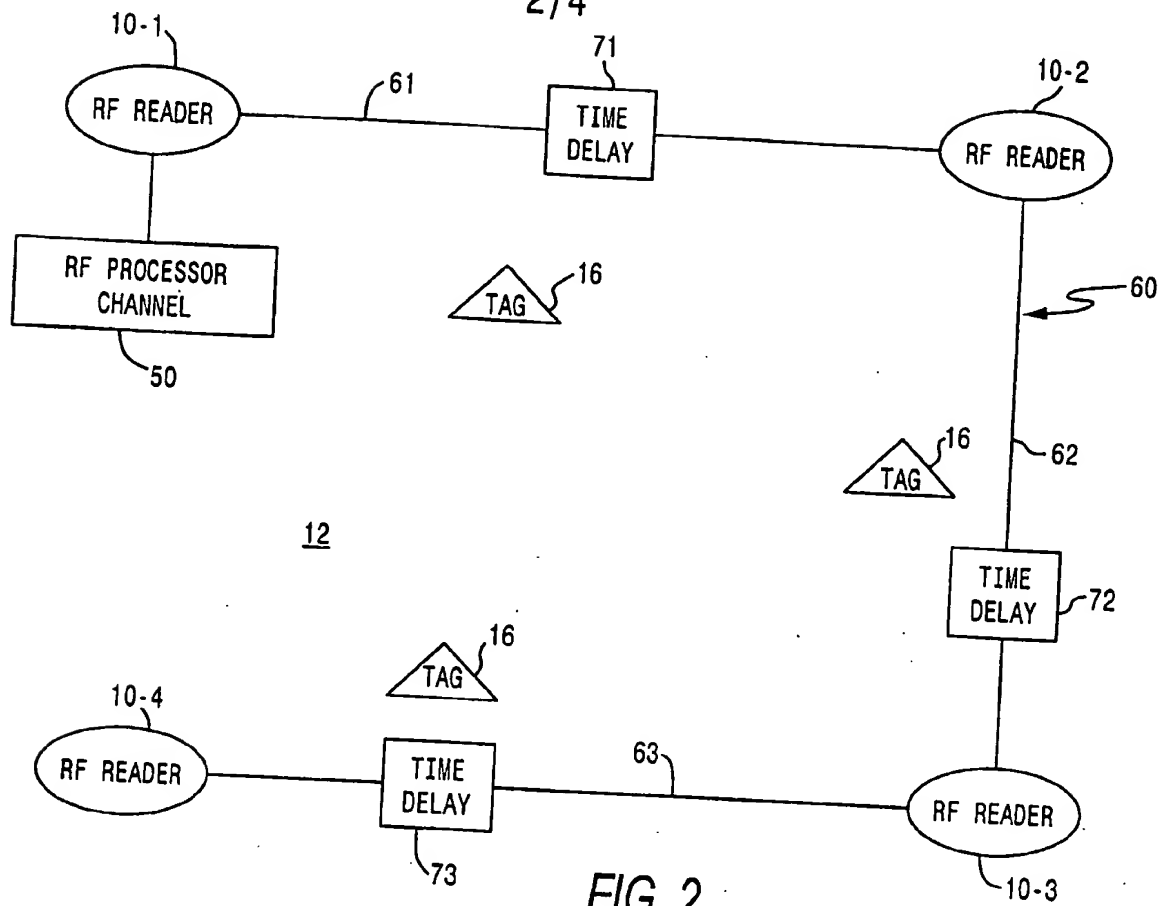 2/4
10-1
71
10-2
61
RF READER
TIME
DELAY
RF READER
RF PROCESSOR
CHANNEL
16
TAG
60
50
16
62
TAG
12
TIME
DELAY
72
16
TAG
10-4
63
RF READER
TIME
DELAY
RF READER
73
10-3
FIG. 2